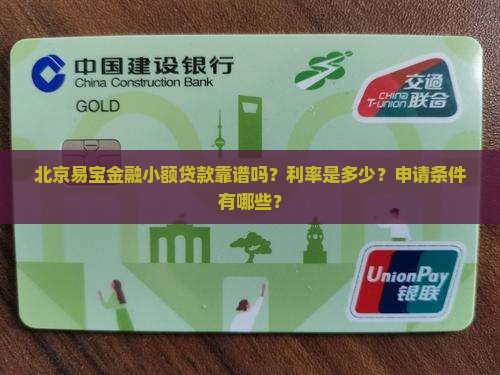 中国建设银行
China Construction Bank
GOLD
交通
联合
CHINA
T-UNION
北京易宝金融小额贷款靠谱吗？利率是多少？申请条件
有哪些？
UnionPay
银联